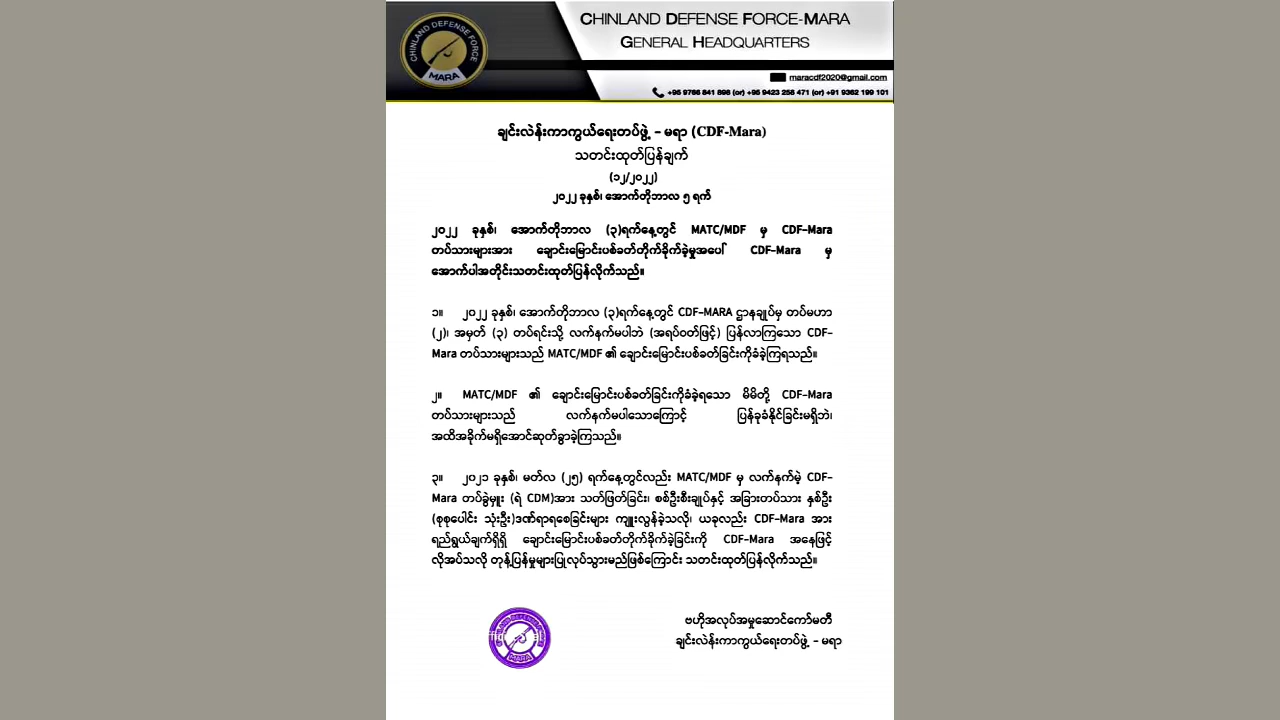 CHINLAND DEFENSE FORCE
MARA
CHINLAND DEFENSE FORCE-MARA
GENERAL HEADQUARTERS
maracdf2020@gmail.com
+95 9766 841 898 (or) +95 9423 258 471 (or) +91 9362 199 101
ချင်းလဲန်းကာကွယ်ရေးတပ်ဖွဲ့ – မရာ (CDF-Mara)
သတင်းထုတ်ပြန်ချက်
(၁၂/၂၀၂၂)
၂၀၂၂ ခုနှစ်၊ အောက်တိုဘာလ ၅ ရက်
၂၀၂၂ ခုနှစ်၊ အောက်တိုဘာလ (၃)ရက်နေ့တွင် MATC/MDF မှ CDF-Mara
တပ်သားများအား ချောင်းမြောင်းပစ်ခတ်တိုက်ခိုက်ခဲ့မှုအပေါ် CDF-Mara မှ
အောက်ပါအတိုင်းသတင်းထုတ်ပြန်လိုက်သည်။
၁။ ၂၀၂၂ ခုနှစ်၊ အောက်တိုဘာလ (၃)ရက်နေ့တွင် CDF-MARA ဌာနချုပ်မှ တပ်မဟာ
(၂)၊ အမှတ် (၃) တပ်ရင်းသို့ လက်နက်မပါဘဲ (အရပ်ဝတ်ဖြင့်) ပြန်လာကြသော CDF-
Mara တပ်သားများသည် MATC/MDF ၏ ချောင်းမြောင်းပစ်ခတ်ခြင်းကိုခံခဲ့ကြရသည်။
၂။ MATC/MDF ၏ ချောင်းမြောင်းပစ်ခတ်ခြင်းကိုခံခဲ့ရသော မိမိတို့ CDF-Mara
တပ်သားများသည် လက်နက်မပါသောကြောင့် ပြန်ခုခံနိုင်ခြင်းမရှိဘဲ၊
အထိအခိုက်မရှိအောင်ဆုတ်ခွာခဲ့ကြသည်။
၃။ ၂၀၂၁ ခုနှစ်၊ မတ်လ (၂၅) ရက်နေ့တွင်လည်း MATC/MDF မှ လက်နက်မဲ့ CDF-
Mara တပ်ခွဲမှူး (ရဲ CDM)အား သတ်ဖြတ်ခြင်း၊ စစ်ဦးစီးချုပ်နှင့် အခြားတပ်သား နှစ်ဦး
(စုစုပေါင်း သုံးဦး)ဒဏ်ရာရစေခြင်းများ ကျူးလွန်ခဲ့သလို၊ ယခုလည်း CDF-Mara အား
ရည်ရွယ်ချက်ရှိရှိ ချောင်းမြောင်းပစ်ခတ်တိုက်ခိုက်ခဲ့ခြင်းကို CDF-Mara အနေဖြင့်
လိုအပ်သလို တုန့်ပြန်မှုများပြုလုပ်သွားမည်ဖြစ်ကြောင်း သတင်းထုတ်ပြန်လိုက်သည်။
ဗဟိုအလုပ်အမှုဆောင်ကော်မတီ
ချင်းလဲန်းကာကွယ်ရေးတပ်ဖွဲ့ – မရာ
CHINLAND DEFENSE FORCE
MARA